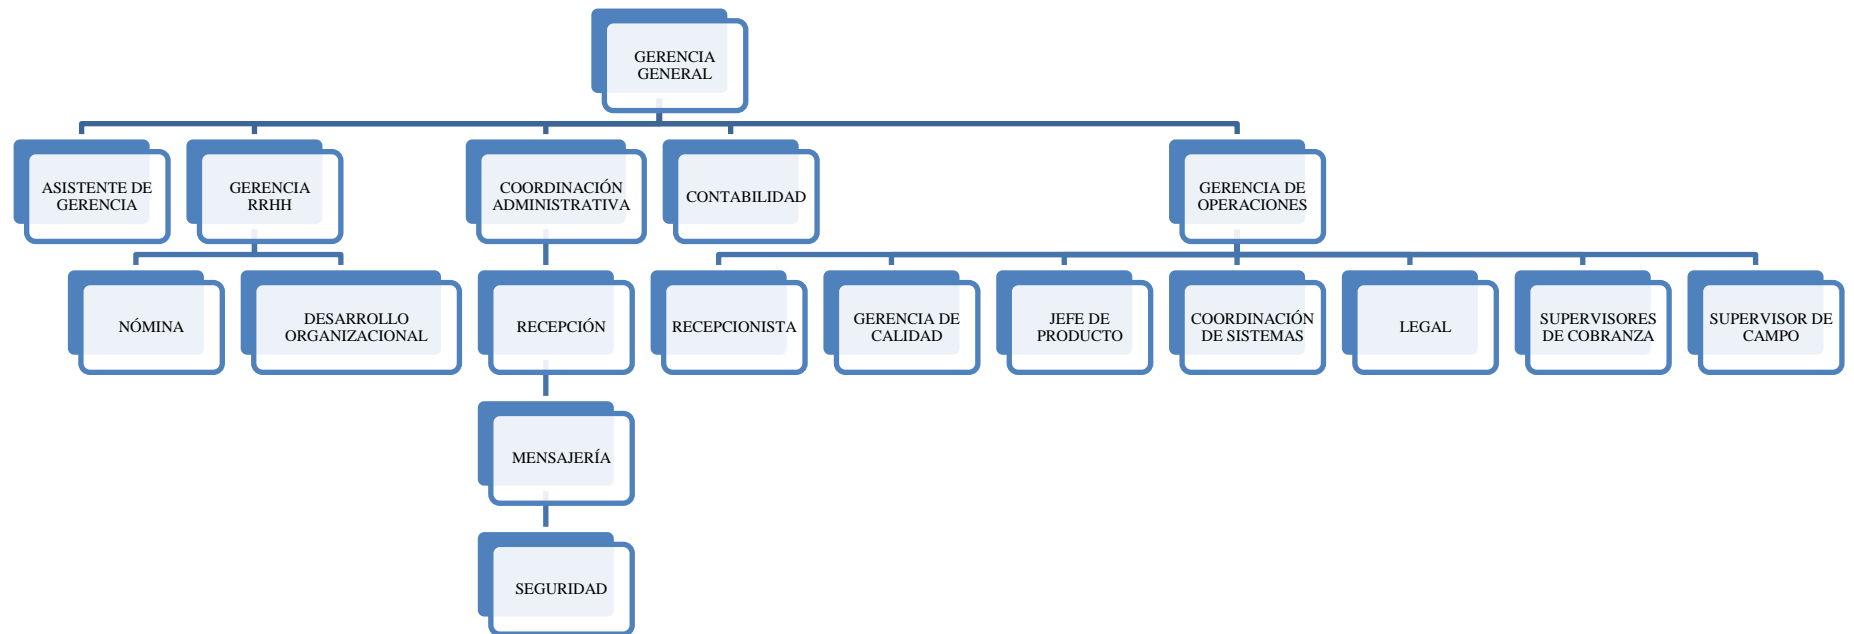 GERENCIA
GENERAL
ASISTENTE DE
GERENCIA
GERENCIA
RRHH
COORDINACIÓN
ADMINISTRATIVA
CONTABILIDAD
GERENCIA DE
OPERACIONES
NÓMINA
DESARROLLO
ORGANIZACIONAL
RECEPCIÓN
RECEPCIONISTA
GERENCIA DE
CALIDAD
JEFE DE
PRODUCTO
COORDINACIÓN
DE SISTEMAS
LEGAL
SUPERVISORES
DE COBRANZA
SUPERVISOR DE
CAMPO
MENSAJERÍA
SEGURIDAD